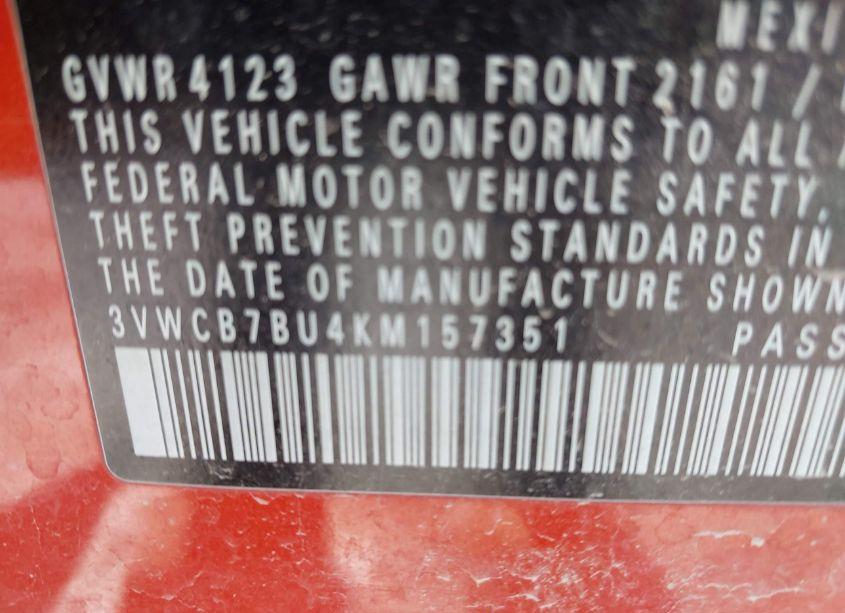 MEXI
GVWR 4123 GAWR FRONT 2161 /
THIS VEHICLE CONFORMS TO ALL
FEDERAL MOTOR VEHICLE SAFETY,
THEFT PREVENTION STANDARDS IN
THE DATE OF MANUFACTURE SHOWN
3VWCB7BU4KM157351 PASS